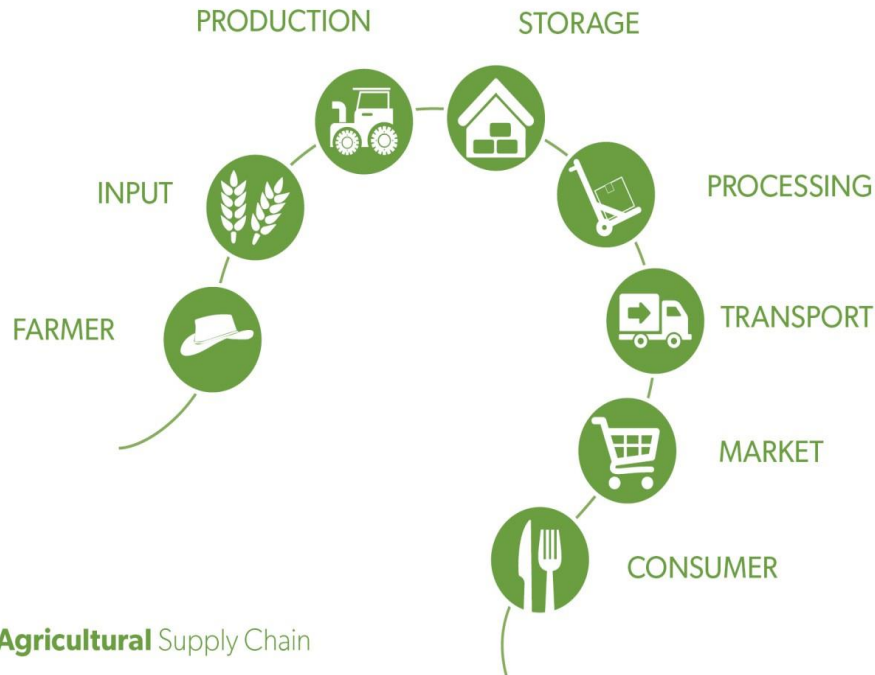 PRODUCTION
STORAGE
INPUT
PROCESSING
FARMER
TRANSPORT
MARKET
CONSUMER
Agricultural Supply Chain